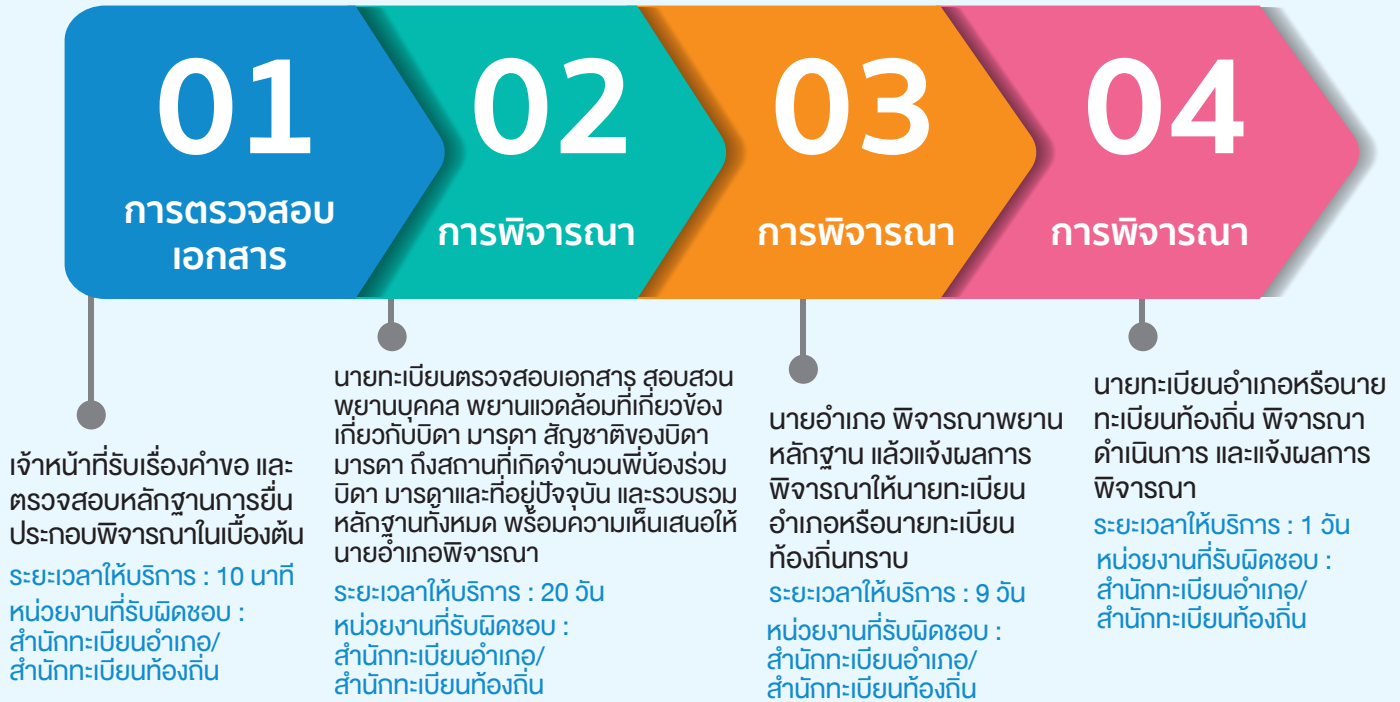 01
การตรวจสอบ
เอกสาร
เจ้าหน้าที่รับเรื่องคำขอ และ
ตรวจสอบหลักฐานการยื่น
ประกอบพิจารณาในเบื้องต้น
ระยะเวลาให้บริการ : 10 นาที
หน่วยงานที่รับผิดชอบ :
สำนักทะเบียนอำเภอ/
สำนักทะเบียนท้องถิ่น
02
การพิจารณา
นายทะเบียนตรวจสอบเอกสาร สอบสวน
พยานบุคคล พยานแวดล้อมที่เกี่ยวข้อง
เกี่ยวกับบิดา มารดา สัญชาติของบิดา
มารดา ถึงสถานที่เกิดจำนวนพี่น้องร่วม
บิดา มารดาและที่อยู่ปัจจุบัน และรวบรวม
หลักฐานทั้งหมด พร้อมความเห็นเสนอให้
นายอำเภอพิจารณา
ระยะเวลาให้บริการ : 20 วัน
หน่วยงานที่รับผิดชอบ :
สำนักทะเบียนอำเภอ/
สำนักทะเบียนท้องถิ่น
03
การพิจารณา
นายอำเภอ พิจารณาพยาน
หลักฐาน แล้วแจ้งผลการ
พิจารณาให้นายทะเบียน
อำเภอหรือนายทะเบียน
ท้องถิ่นทราบ
ระยะเวลาให้บริการ : 9 วัน
หน่วยงานที่รับผิดชอบ :
สำนักทะเบียนอำเภอ/
สำนักทะเบียนท้องถิ่น
04
การพิจารณา
นายทะเบียนอำเภอหรือนาย
ทะเบียนท้องถิ่น พิจารณา
ดำเนินการ และแจ้งผลการ
พิจารณา
ระยะเวลาให้บริการ : 1 วัน
หน่วยงานที่รับผิดชอบ :
สำนักทะเบียนอำเภอ/
สำนักทะเบียนท้องถิ่น